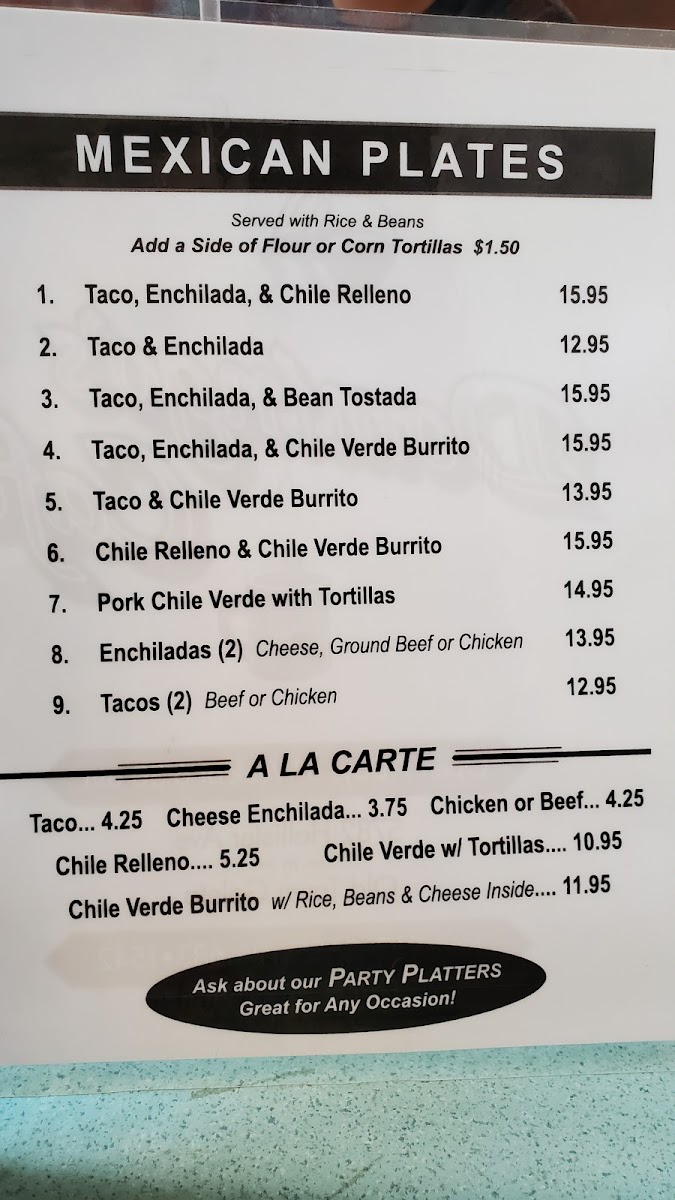 MEXICAN PLATES
Served with Rice & Beans
Add a Side of Flour or Corn Tortillas $1.50
1. Taco, Enchilada, & Chile Relleno 15.95
2. Taco & Enchilada 12.95
3. Taco, Enchilada, & Bean Tostada 15.95
4. Taco, Enchilada, & Chile Verde Burrito 15.95
5. Taco & Chile Verde Burrito 13.95
6. Chile Relleno & Chile Verde Burrito 15.95
7. Pork Chile Verde with Tortillas 14.95
8. Enchiladas (2) Cheese, Ground Beef or Chicken 13.95
9. Tacos (2) Beef or Chicken 12.95
A LA CARTE
Taco... 4.25 Cheese Enchilada... 3.75 Chicken or Beef... 4.25
Chile Relleno.... 5.25 Chile Verde w/ Tortillas.... 10.95
Chile Verde Burrito w/ Rice, Beans & Cheese Inside.... 11.95
Ask about our PARTY PLATTERS
Great for Any Occasion!